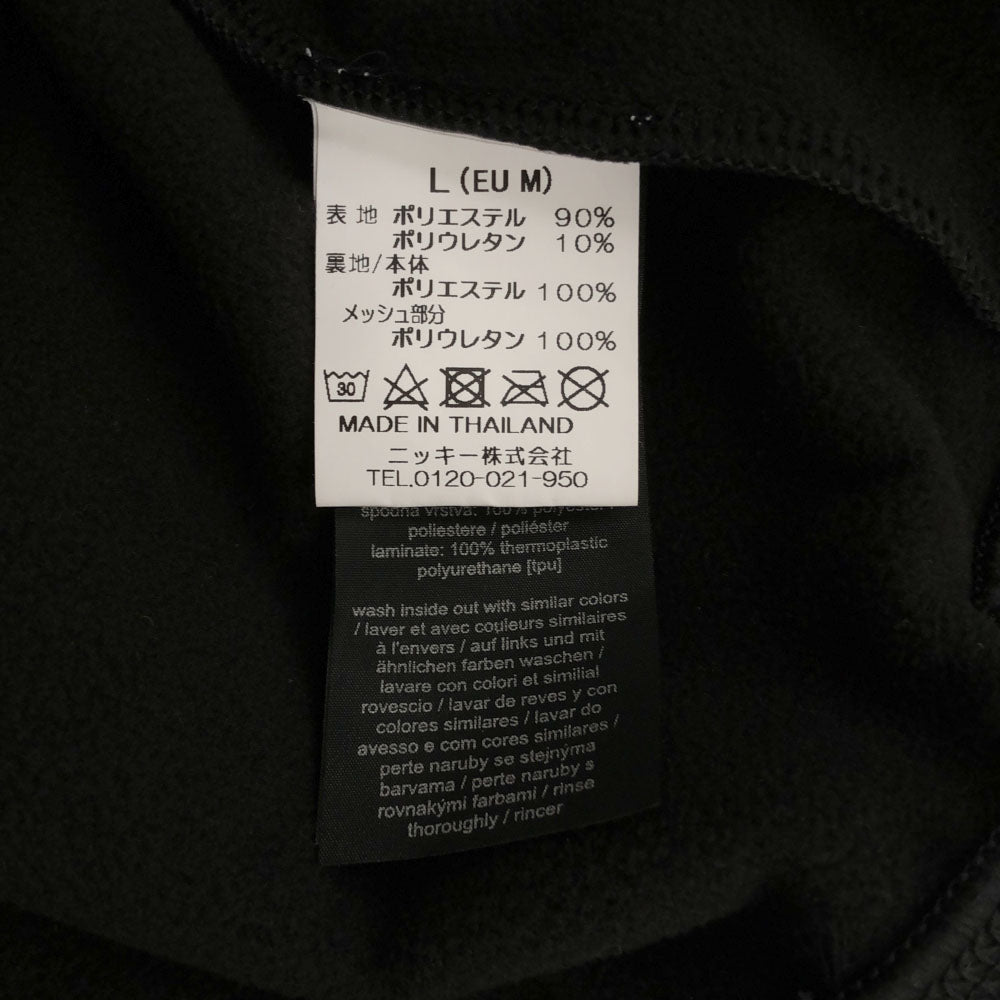 L (EU M)
表 地 ポリエステル 90%
ポリウレタン 10%
裏地/本体
ポリエステル 100%
メッシュ部分
ポリウレタン 100%
30
MADE IN THAILAND
ニッキー株式会社
TEL.0120-021-950
spodná vrstva: 100% polyester
poliestere / poliéster
laminate: 100% thermoplastic
polyurethane [tpu]
wash inside out with similar colors
/ laver et avec couleurs similaires
à l'envers / auf links und mit
ähnlichen farben waschen /
lavare con colori et similial
rovescio / lavar de reves y con
colores similares / lavar do
avesso e com cores similares /
perte naruby se stejnýma
barvama / perte naruby s
rovnakými farbami / rinse
thoroughly / rincer